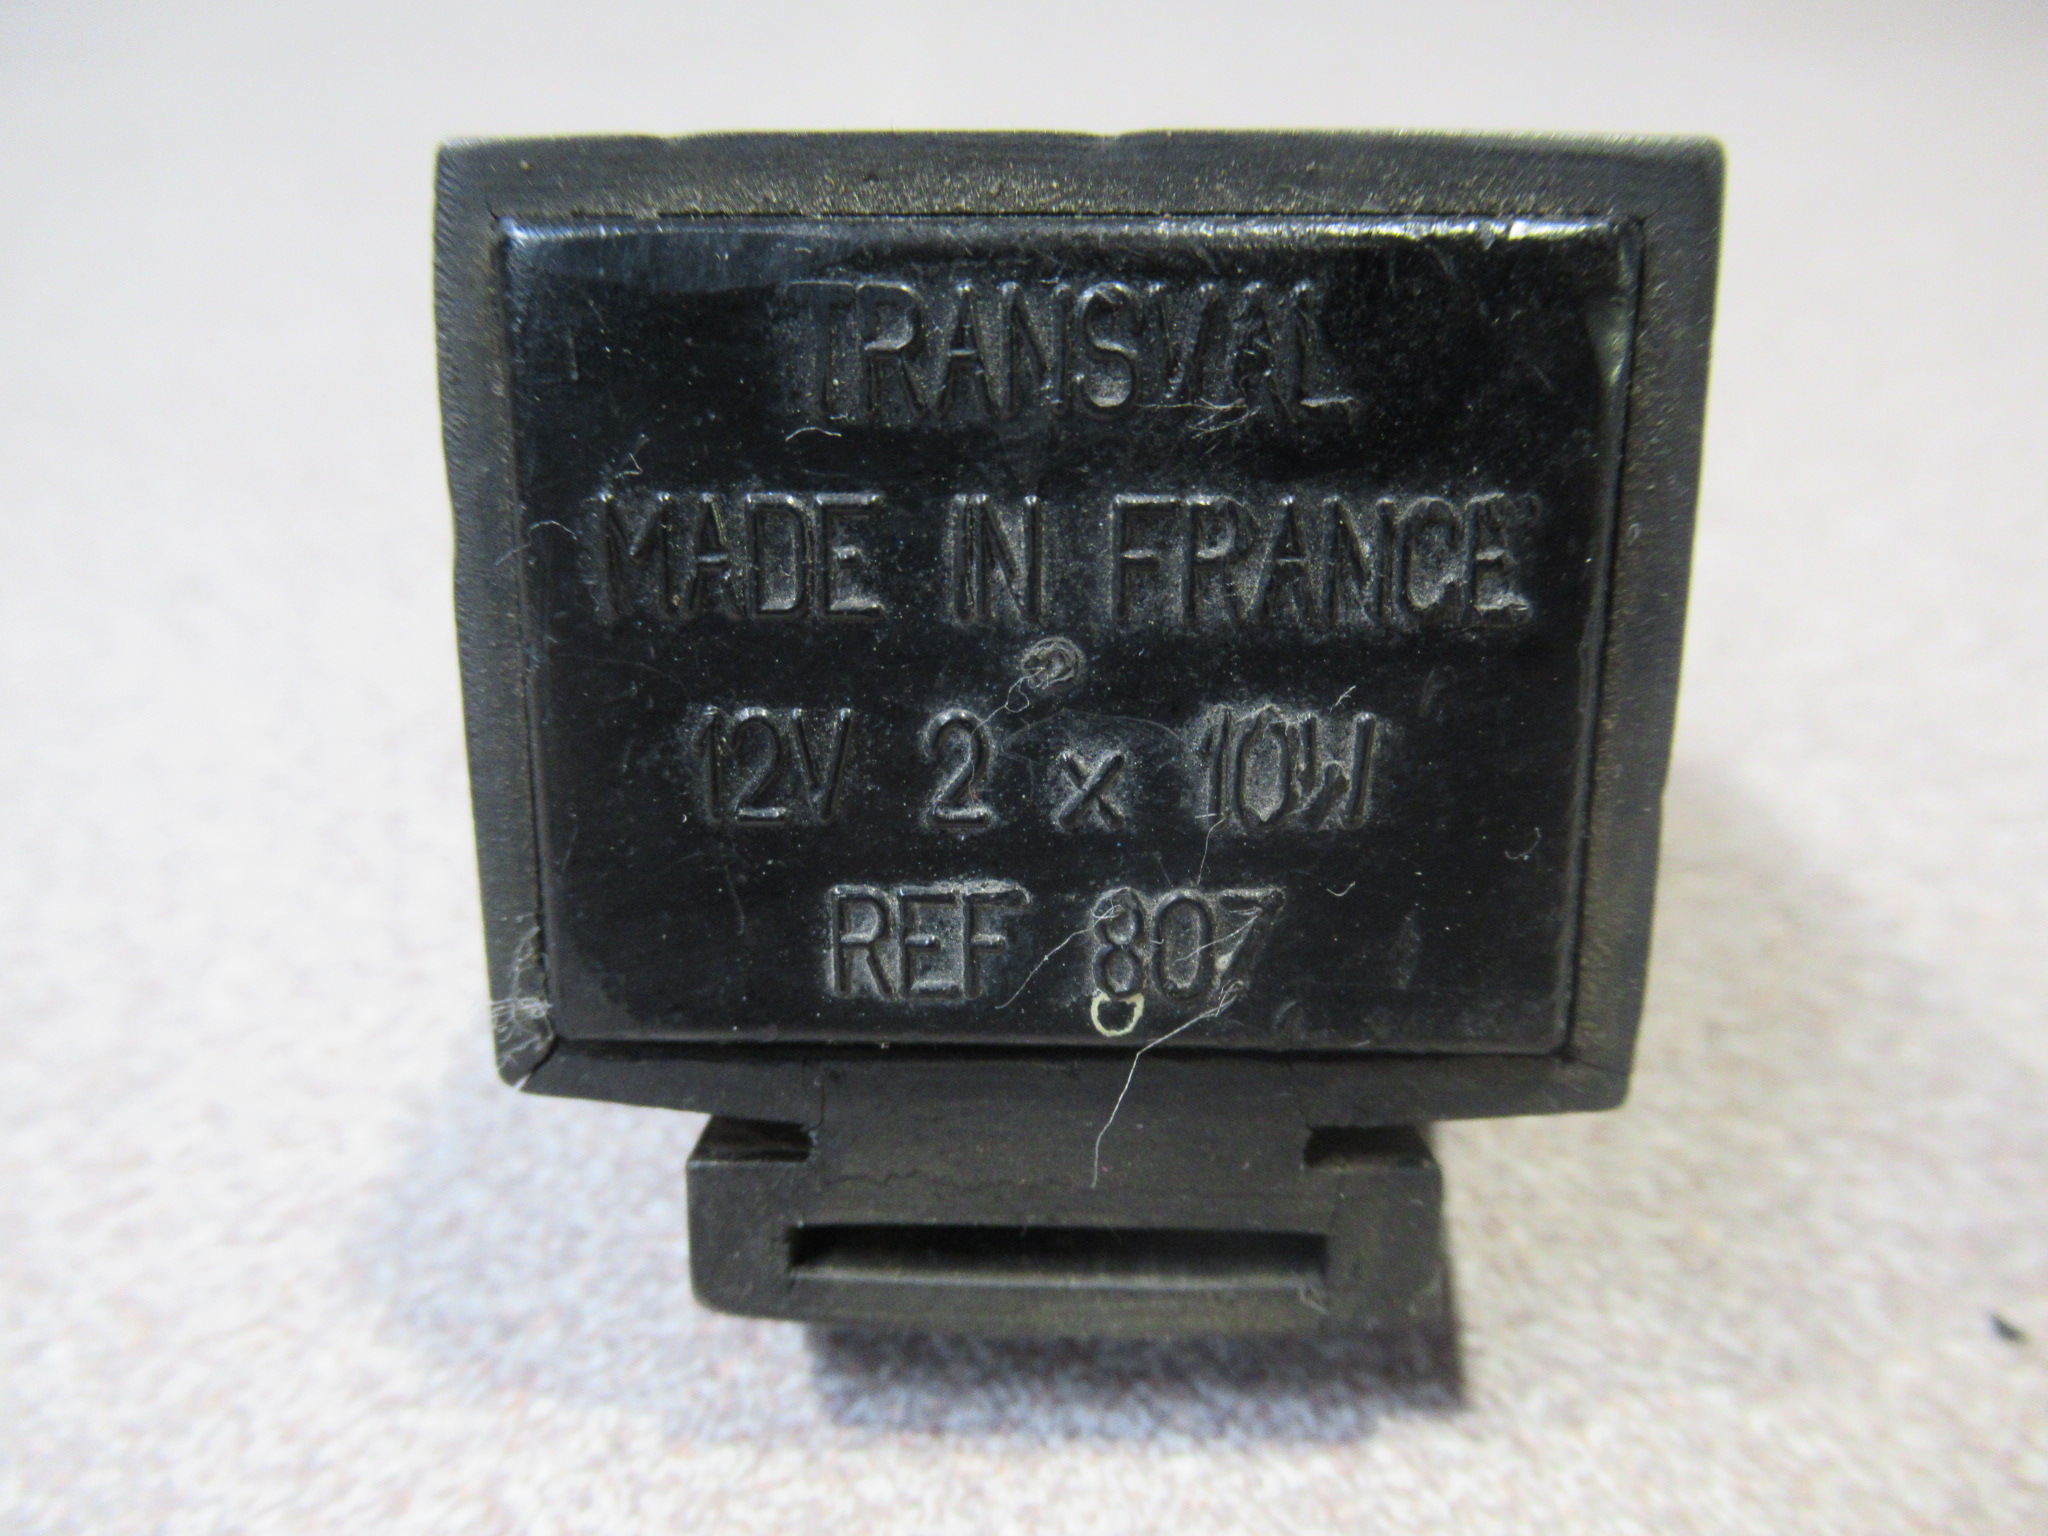 TRANSVAL
MADE IN FRANCE
12V 2 x 10W
REF 807